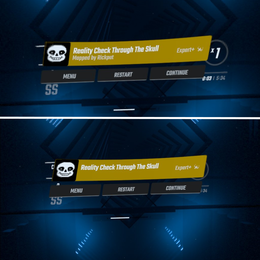 Reality Check Through The Skull
Mapped by Rickput
Expert+
x 1
MENU
RESTART
CONTINUE
SS
Reality Check Through The Skull
Expert+
MENU
RESTART
CONTINUE
SS